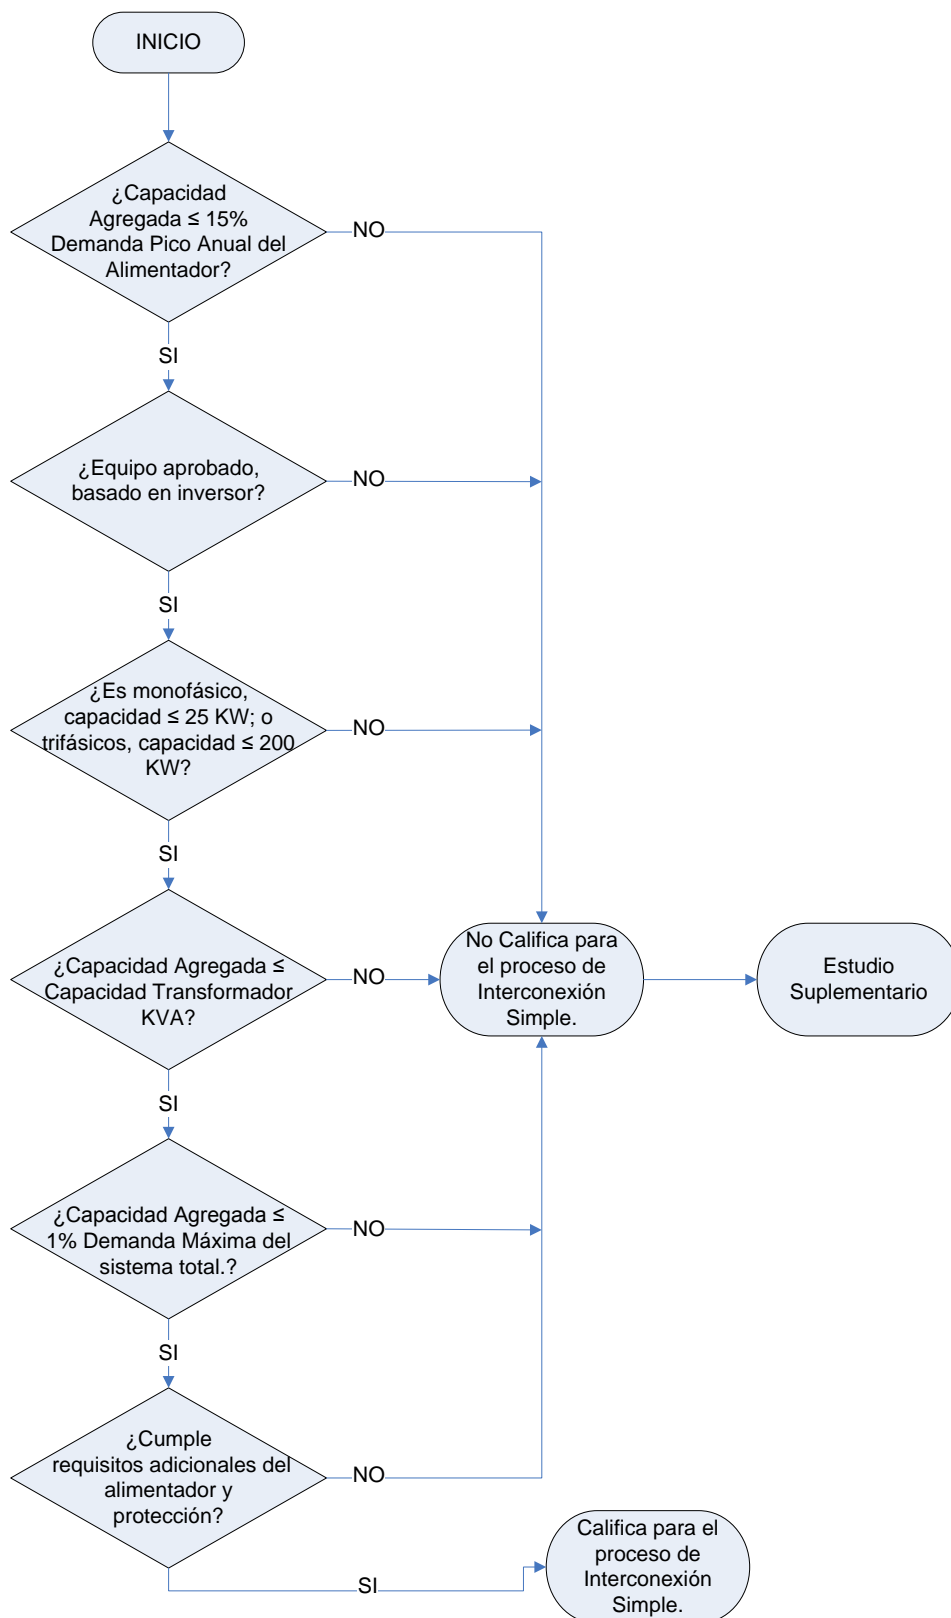 INICIO
¿Capacidad
Agregada ≤ 15%
Demanda Pico Anual del
Alimentador?
NO
SI
¿Equipo aprobado,
basado en inversor?
NO
SI
¿Es monofásico,
capacidad ≤ 25 KW; o
trifásicos, capacidad ≤ 200
KW?
NO
SI
¿Capacidad Agregada ≤
Capacidad Transformador
KVA?
NO
No Califica para
el proceso de
Interconexión
Simple.
Estudio
Suplementario
SI
¿Capacidad Agregada ≤
1% Demanda Máxima del
sistema total.?
NO
SI
¿Cumple
requisitos adicionales del
alimentador y
protección?
NO
SI
Califica para el
proceso de
Interconexión
Simple.